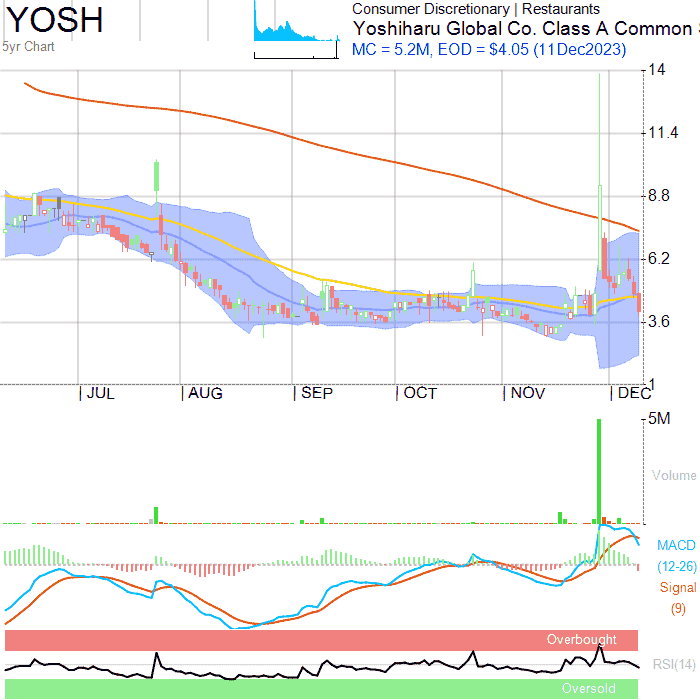 YOSH
5yr Chart
Consumer Discretionary | Restaurants
Yoshiharu Global Co. Class A Common
MC = 5.2M, EOD = $4.05 (11Dec2023)
14
11.4
8.8
6.2
3.6
1
JUL AUG SEP OCT NOV DEC
5M
Volume
MACD
(12-26)
Signal
(9)
Overbought
RSI(14)
Oversold